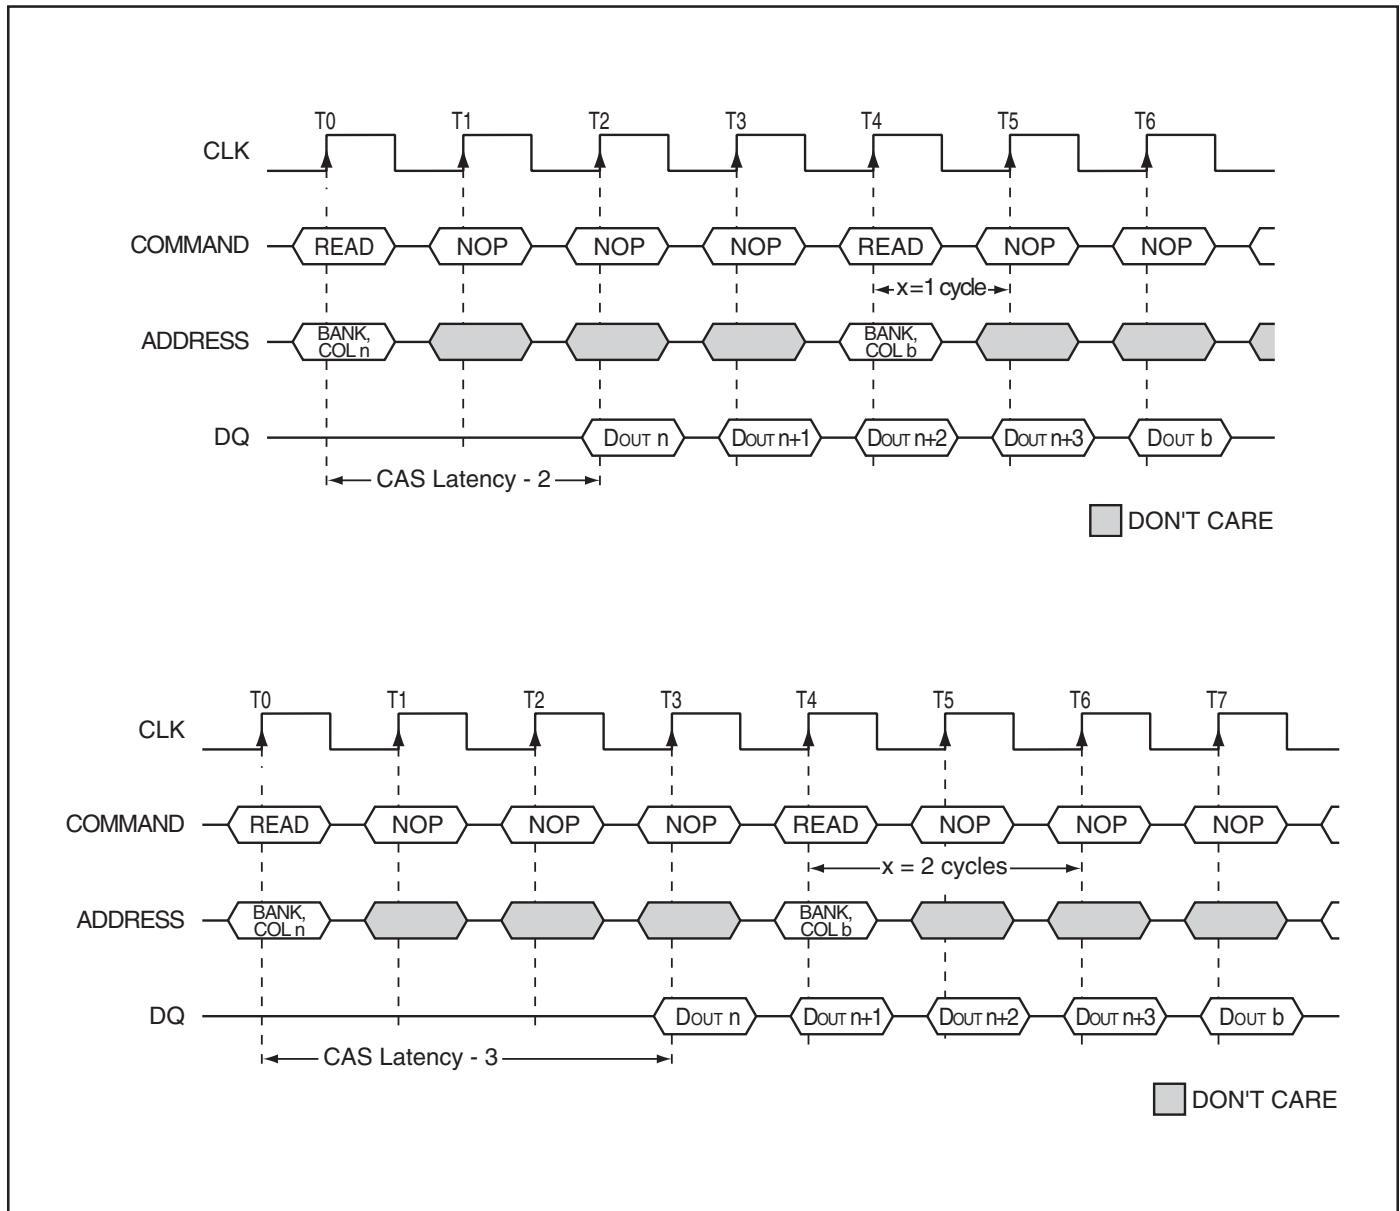 T0 T1 T2 T3 T4 T5 T6
CLK
COMMAND READ NOP NOP NOP READ NOP NOP
x=1 cycle
ADDRESS BANK, COL n BANK, COL b
DQ DOUT n DOUT n+1 DOUT n+2 DOUT n+3 DOUT b
CAS Latency - 2
DON'T CARE
T0 T1 T2 T3 T4 T5 T6 T7
CLK
COMMAND READ NOP NOP NOP READ NOP NOP NOP
x = 2 cycles
ADDRESS BANK, COL n BANK, COL b
DQ DOUT n DOUT n+1 DOUT n+2 DOUT n+3 DOUT b
CAS Latency - 3
DON'T CARE